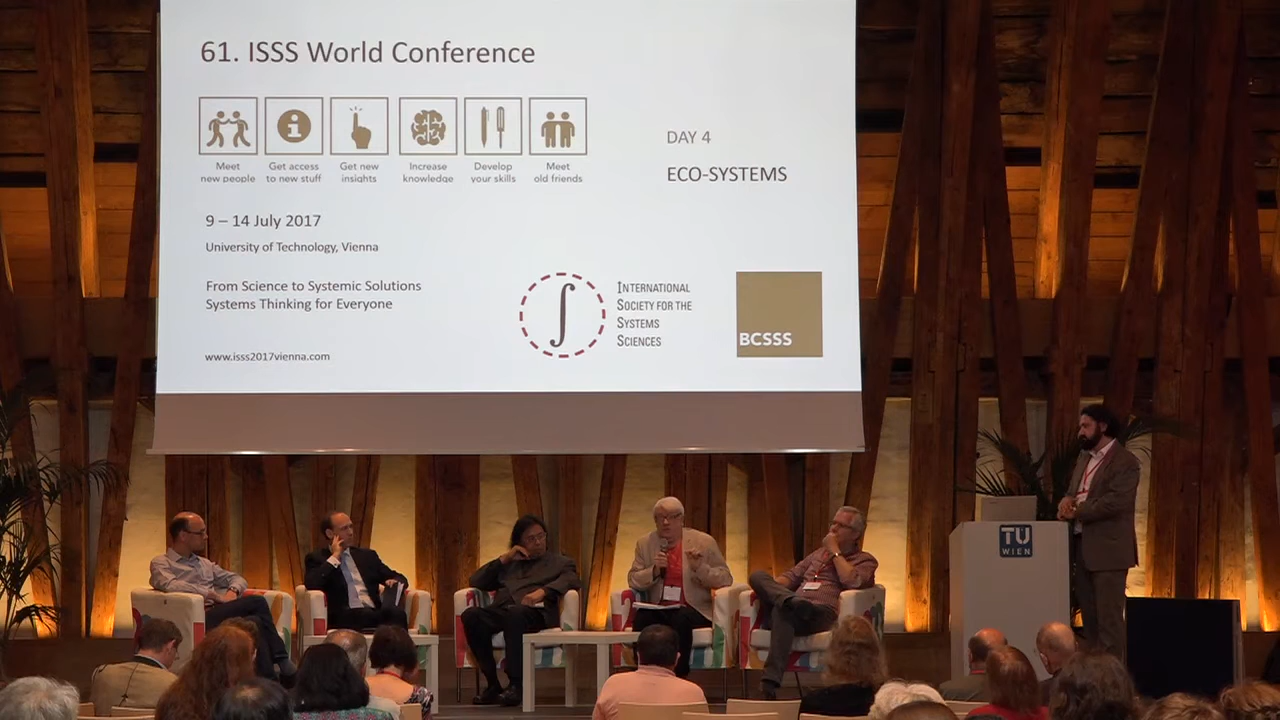 61. ISSS World Conference
Meet
new people
Get access
to new stuff
Get new
insights
Increase
knowledge
Develop
your skills
Meet
old friends
DAY 4
ECO-SYSTEMS
9 – 14 July 2017
University of Technology, Vienna
From Science to Systemic Solutions
Systems Thinking for Everyone
www.isss2017vienna.com
INTERNATIONAL
SOCIETY FOR THE
SYSTEMS
SCIENCES
BCSSS
TU
WIEN